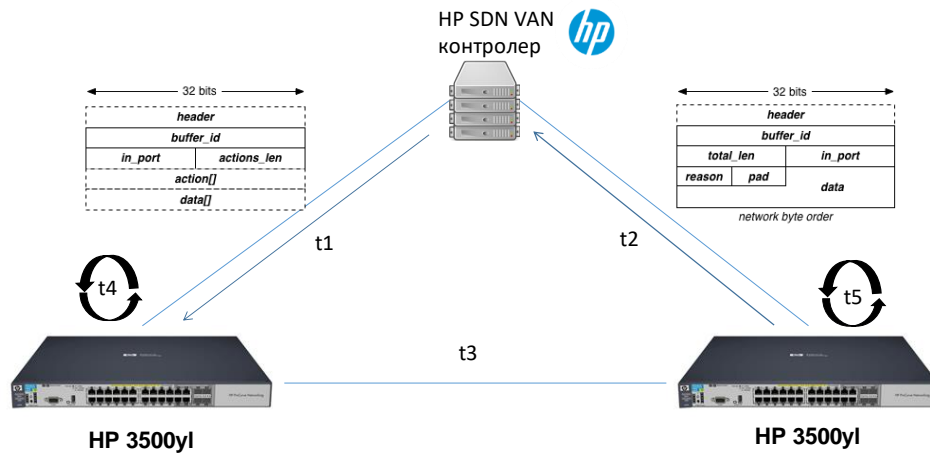 HP SDN VAN
контролер
hp
32 bits
header
buffer_id
in_port actions_len
action[]
data[]
32 bits
header
buffer_id
total_len in_port
reason pad
data
network byte order
t1
t2
t4
t5
t3
HP 3500yl
HP 3500yl